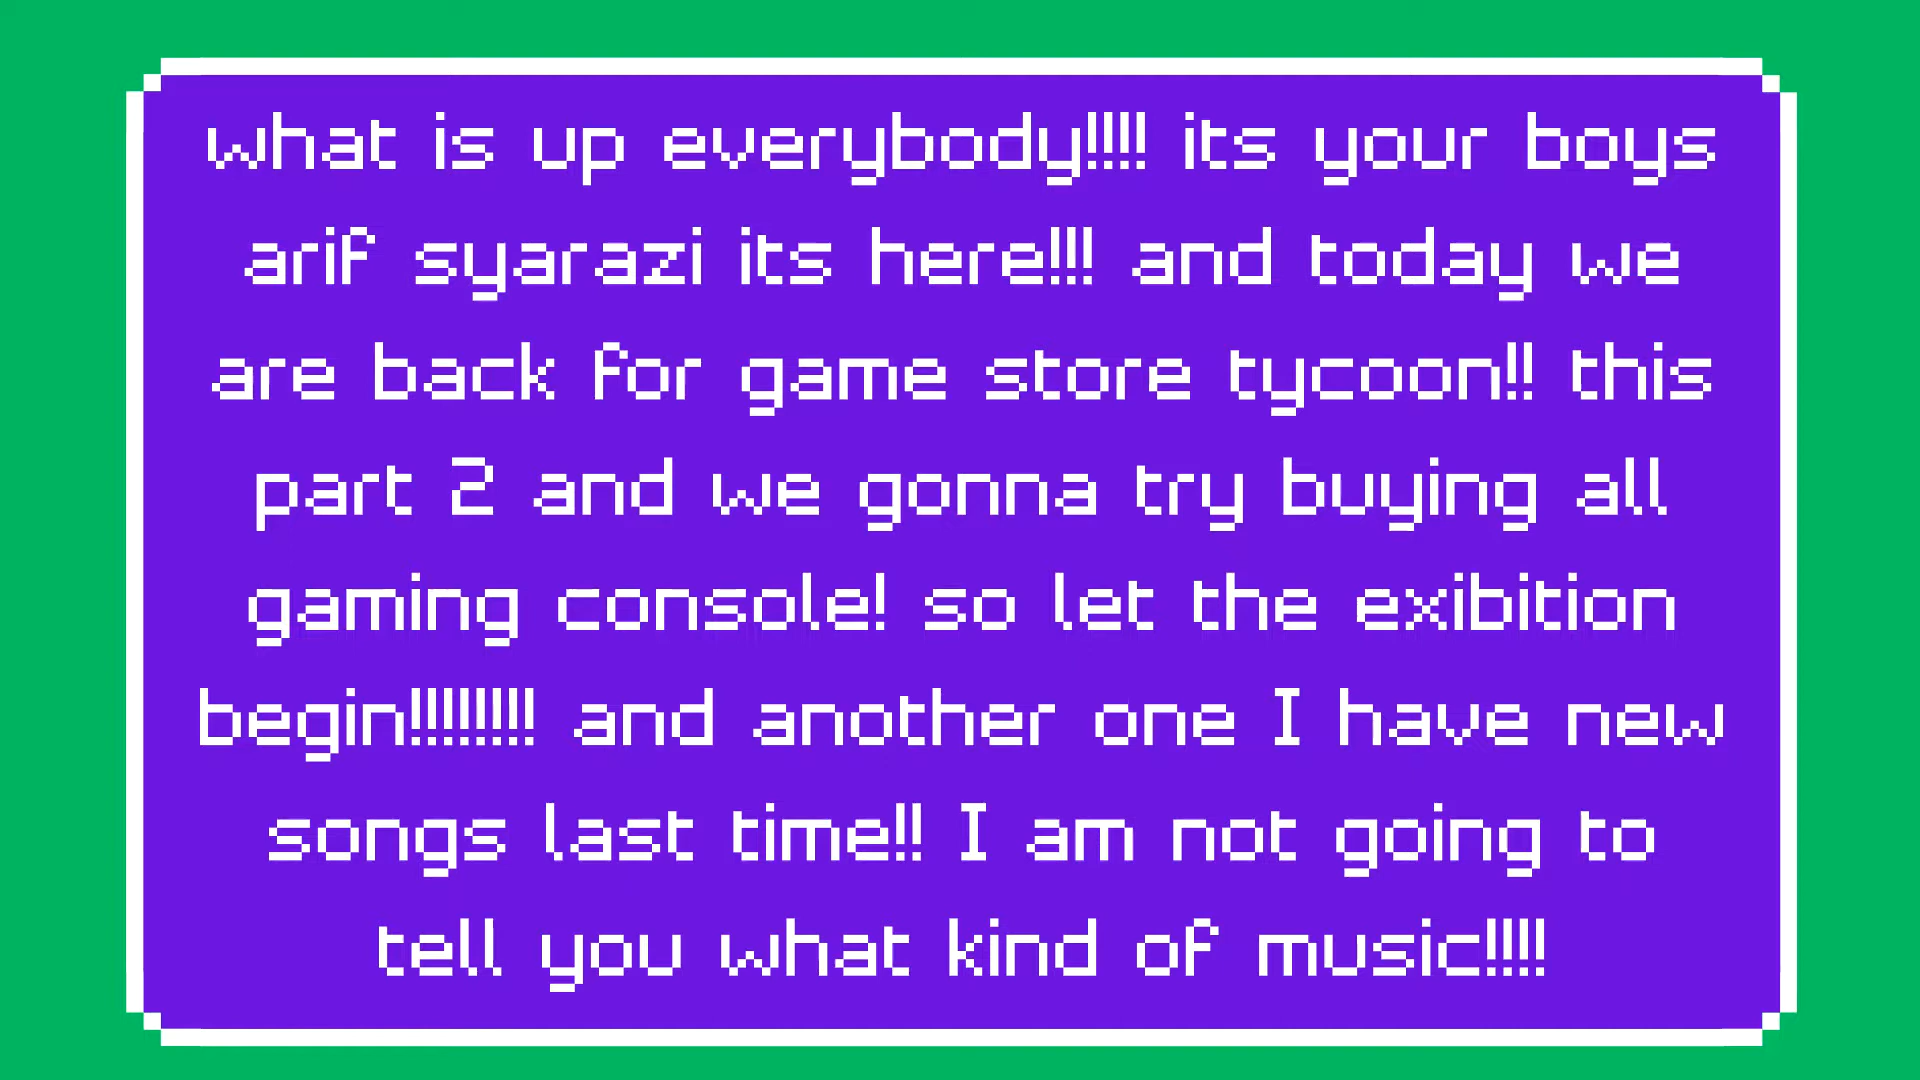 what is up everybody!!!! its your boys
arif syarazi its here!!! and today we
are back for game store tycoon!! this
part 2 and we gonna try buying all
gaming console! so let the exibition
begin!!!!!!!! and another one I have new
songs last time!! I am not going to
tell you what kind of music!!!!